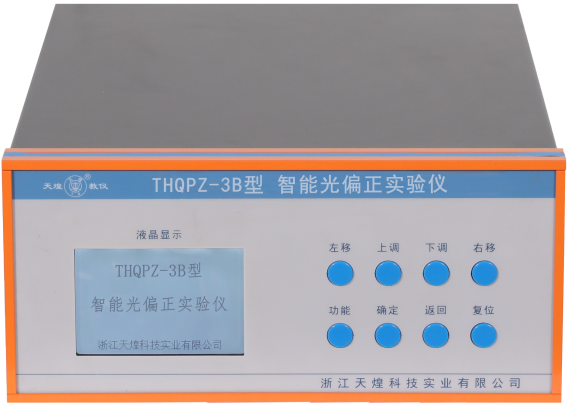 天煌 ® 教仪
THQPZ-3B型 智能光偏正实验仪
液晶显示
THQPZ-3B型
智能光偏正实验仪
浙江天煌科技实业有限公司
左移 上调 下调 右移
功能 确定 返回 复位
浙江天煌科技实业有限公司